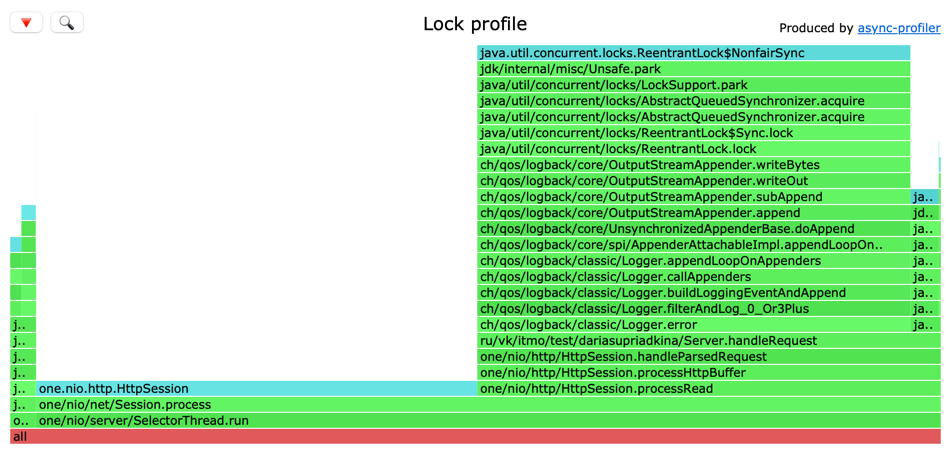 Lock profile
Produced by async-profiler
java.util.concurrent.locks.ReentrantLock$NonfairSync
jdk/internal/misc/Unsafe.park
java/util/concurrent/locks/LockSupport.park
java/util/concurrent/locks/AbstractQueuedSynchronizer.acquire
java/util/concurrent/locks/AbstractQueuedSynchronizer.acquire
java/util/concurrent/locks/ReentrantLock$Sync.lock
java/util/concurrent/locks/ReentrantLock.lock
ch/qos/logback/core/OutputStreamAppender.writeBytes
ch/qos/logback/core/OutputStreamAppender.writeOut
ch/qos/logback/core/OutputStreamAppender.subAppend ja..
ch/qos/logback/core/OutputStreamAppender.append jd..
ch/qos/logback/core/UnsynchronizedAppenderBase.doAppend ja..
ch/qos/logback/core/spi/AppenderAttachableImpl.appendLoopOn.. ja..
ch/qos/logback/classic/Logger.appendLoopOnAppenders ja..
ch/qos/logback/classic/Logger.callAppenders ja..
ch/qos/logback/classic/Logger.buildLoggingEventAndAppend ja..
ch/qos/logback/classic/Logger.filterAndLog_0_Or3Plus ja..
j.. ch/qos/logback/classic/Logger.error ja..
j.. ru/vk/itmo/test/dariasupriadkina/Server.handleRequest
j.. one/nio/http/HttpSession.handleParsedRequest
j.. one/nio/http/HttpSession.processHttpBuffer
j.. one.nio.http.HttpSession one/nio/http/HttpSession.processRead
j.. one/nio/net/Session.process
o.. one/nio/server/SelectorThread.run
all